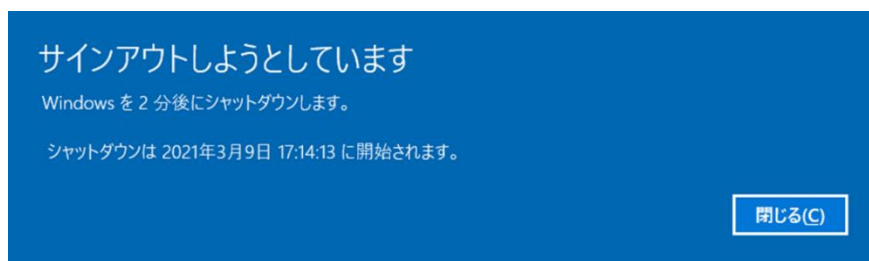 サインアウトしようとしています
Windows を 2 分後にシャットダウンします。
シャットダウンは 2021年3月9日 17:14:13 に開始されます。
閉じる(C)